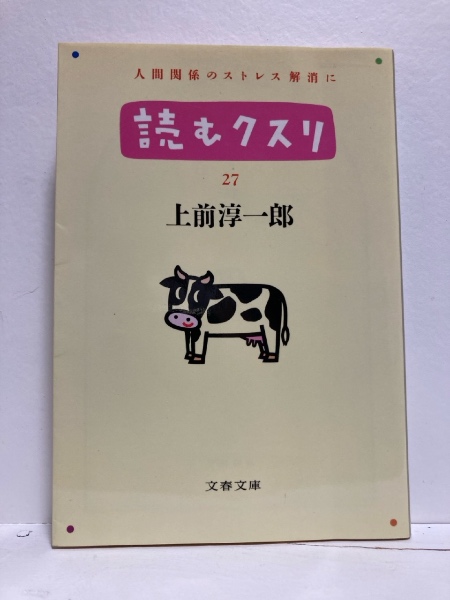 人間関係のストレス解消に
読むクスリ
27
上前淳一郎
文春文庫